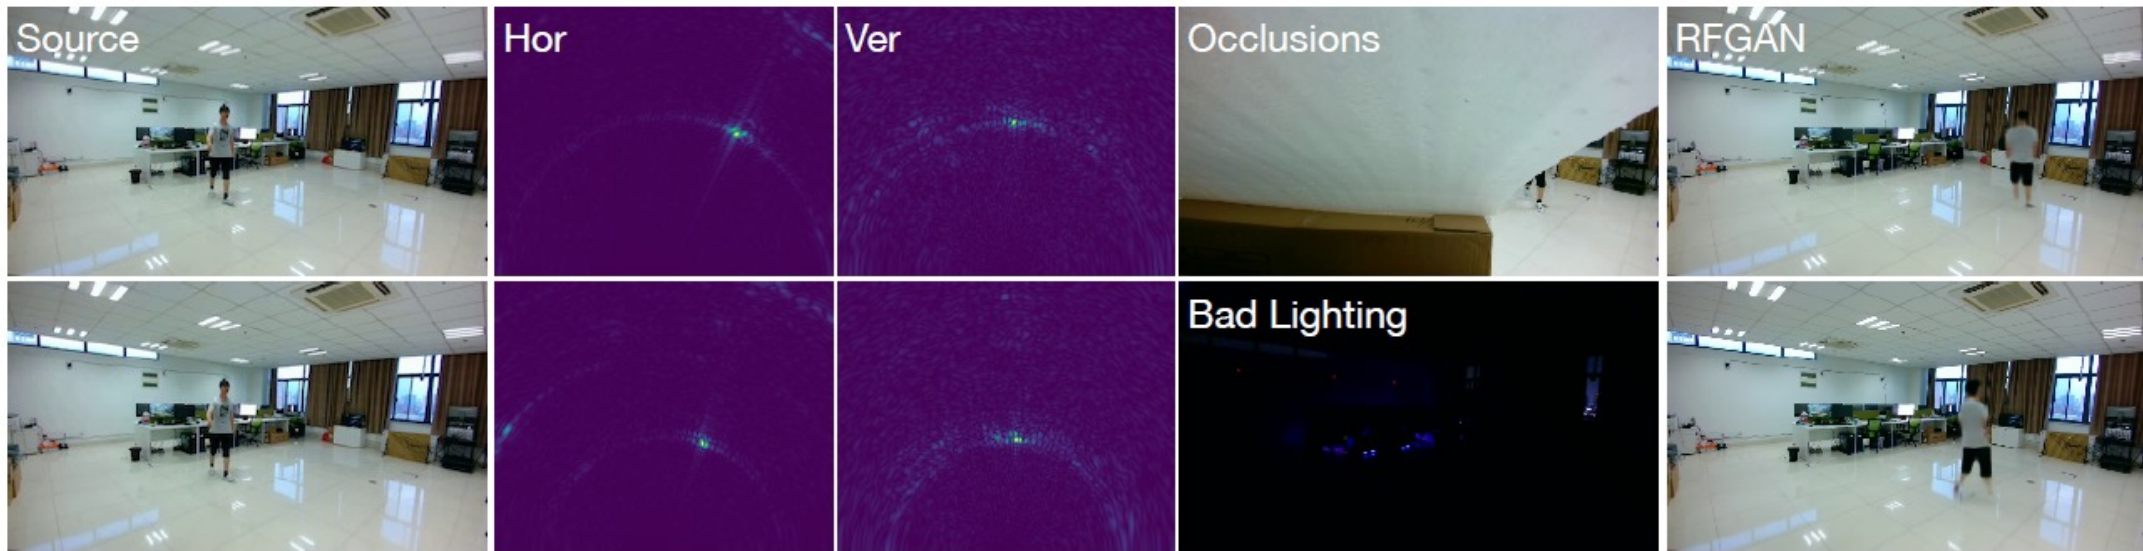 Source
Hor
Ver
Occlusions
RFGAN
Bad Lighting